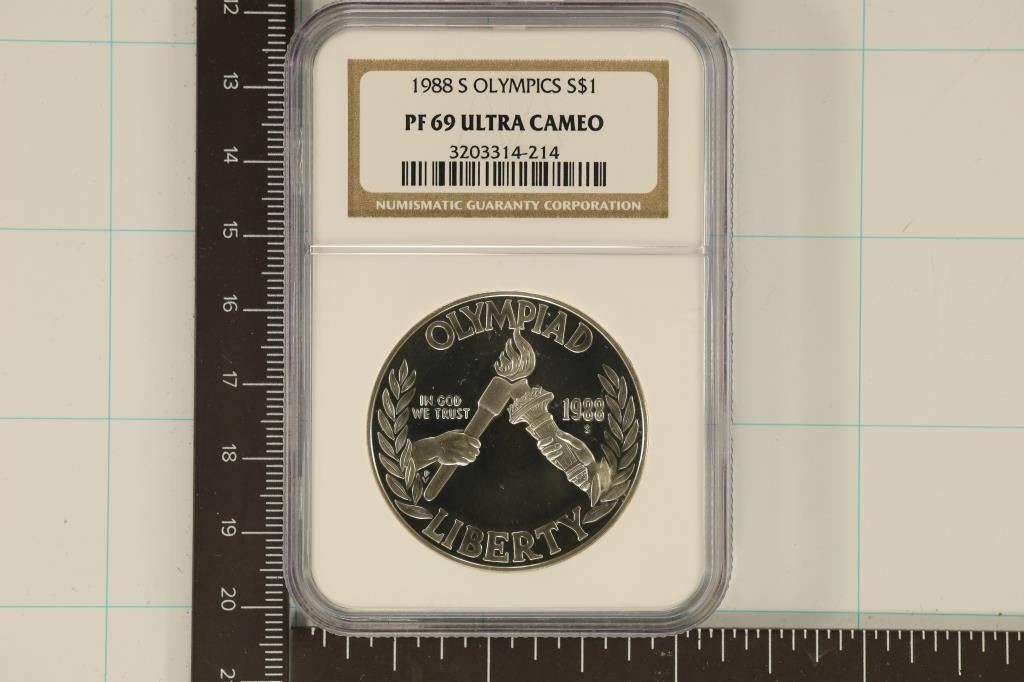 12
13
14
15
16
17
18
19
20
1988 S OLYMPICS S$1
PF 69 ULTRA CAMEO
3203314-214
NUMISMATIC GUARANTY CORPORATION
OLYMPIAD
IN GOD
WE TRUST
1988
S
LIBERTY